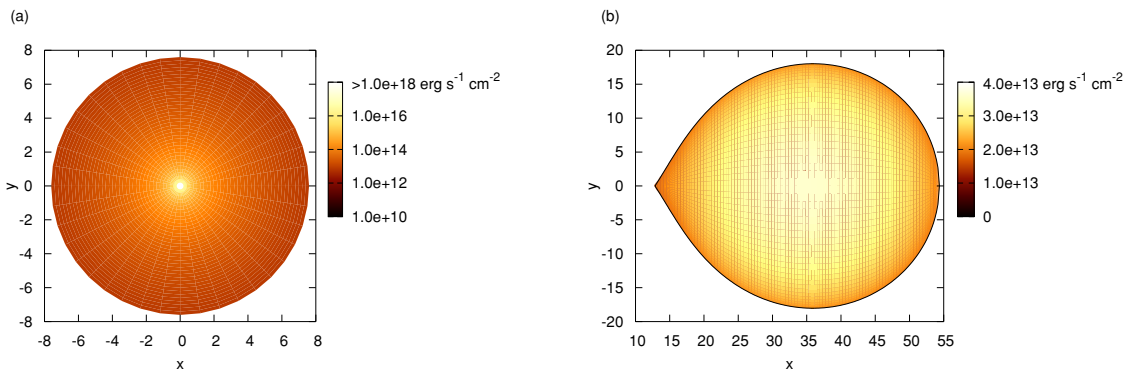 (a)
8
6
4
2
0
-2
-4
-6
-8
y
-8 -6 -4 -2 0 2 4 6 8
x
>1.0e+18 erg s⁻¹ cm⁻²
1.0e+16
1.0e+14
1.0e+12
1.0e+10
(b)
20
15
10
5
0
-5
-10
-15
-20
y
10 15 20 25 30 35 40 45 50 55
x
4.0e+13 erg s⁻¹ cm⁻²
3.0e+13
2.0e+13
1.0e+13
0